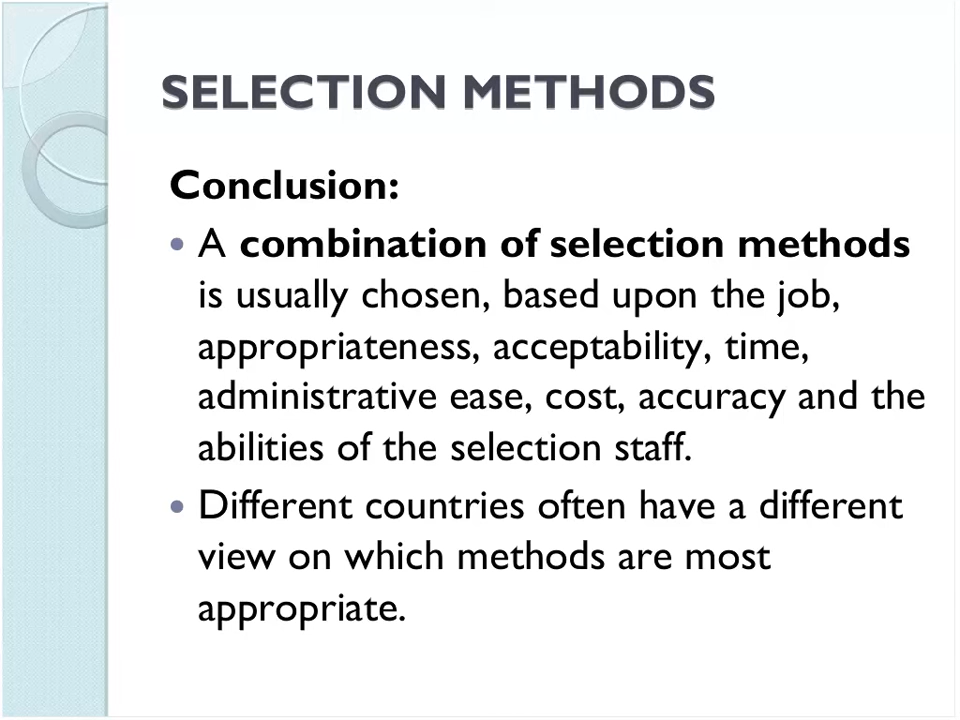 SELECTION METHODS
Conclusion:
• A combination of selection methods
is usually chosen, based upon the job,
appropriateness, acceptability, time,
administrative ease, cost, accuracy and the
abilities of the selection staff.
• Different countries often have a different
view on which methods are most
appropriate.